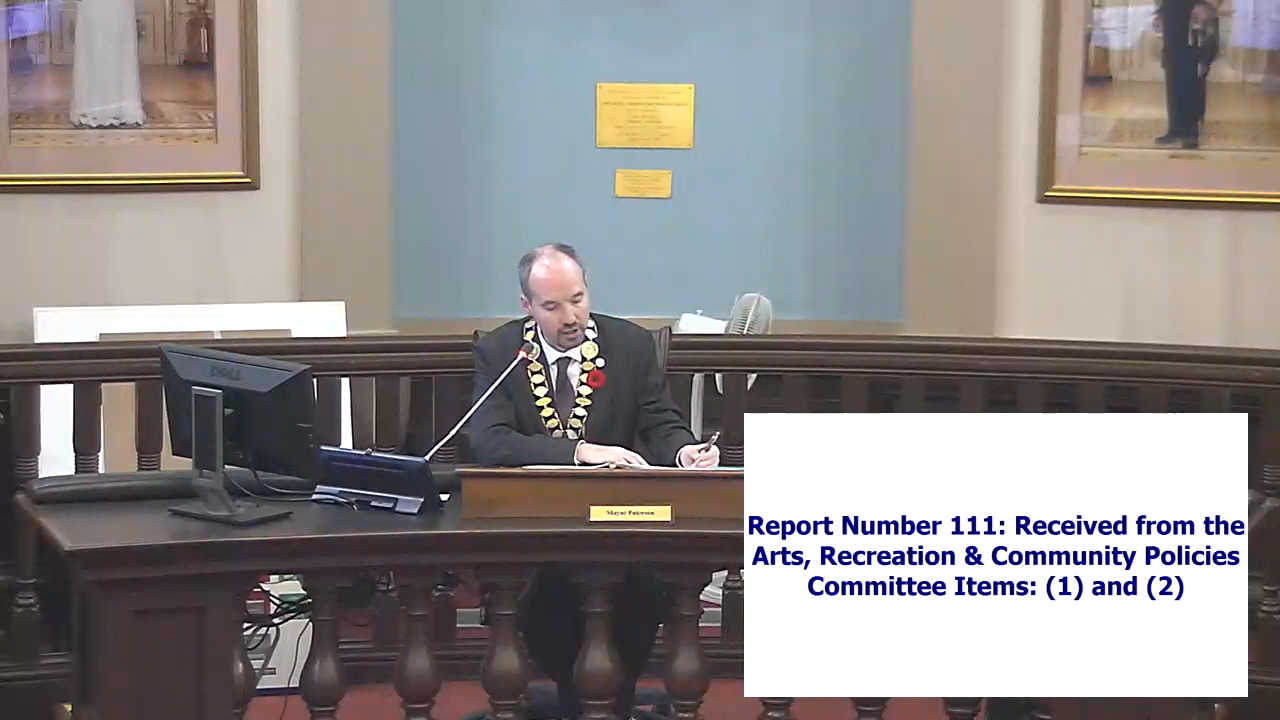 DELL
Mayor Paterson
Report Number 111: Received from the
Arts, Recreation & Community Policies
Committee Items: (1) and (2)